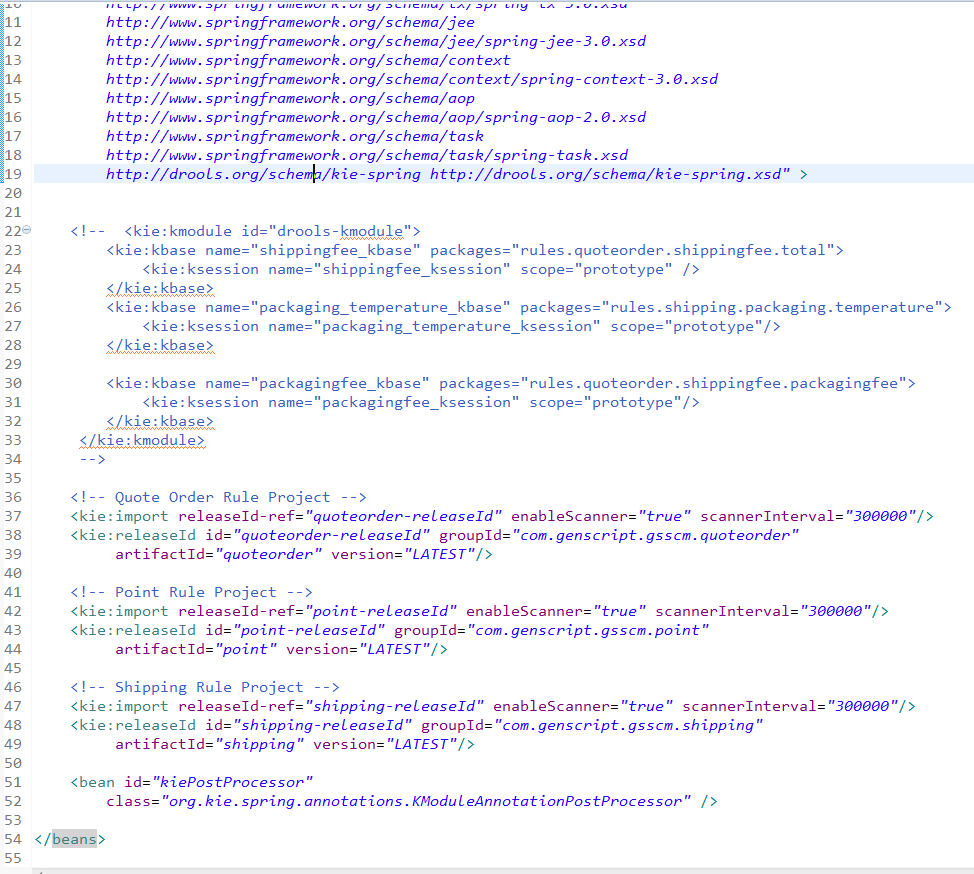 10 http://www.springframework.org/schema/tx/spring-tx-3.0.xsd
11 http://www.springframework.org/schema/jee
12 http://www.springframework.org/schema/jee/spring-jee-3.0.xsd
13 http://www.springframework.org/schema/context
14 http://www.springframework.org/schema/context/spring-context-3.0.xsd
15 http://www.springframework.org/schema/aop
16 http://www.springframework.org/schema/aop/spring-aop-2.0.xsd
17 http://www.springframework.org/schema/task
18 http://www.springframework.org/schema/task/spring-task.xsd
19 http://drools.org/schema/kie-spring http://drools.org/schema/kie-spring.xsd" >
20
21
22 <!--  <kie:kmodule id="drools-kmodule">
23 <kie:kbase name="shippingfee_kbase" packages="rules.quoteorder.shippingfee.total">
24 <kie:ksession name="shippingfee_ksession" scope="prototype" />
25 </kie:kbase>
26 <kie:kbase name="packaging_temperature_kbase" packages="rules.shipping.packaging.temperature">
27 <kie:ksession name="packaging_temperature_ksession" scope="prototype"/>
28 </kie:kbase>
29
30 <kie:kbase name="packagingfee_kbase" packages="rules.quoteorder.shippingfee.packagingfee">
31 <kie:ksession name="packagingfee_ksession" scope="prototype"/>
32 </kie:kbase>
33 </kie:kmodule>
34 -->
35
36 <!-- Quote Order Rule Project -->
37 <kie:import releaseId-ref="quoteorder-releaseId" enableScanner="true" scannerInterval="300000"/>
38 <kie:releaseId id="quoteorder-releaseId" groupId="com.genscript.gsscm.quoteorder"
39 artifactId="quoteorder" version="LATEST"/>
40
41 <!-- Point Rule Project -->
42 <kie:import releaseId-ref="point-releaseId" enableScanner="true" scannerInterval="300000"/>
43 <kie:releaseId id="point-releaseId" groupId="com.genscript.gsscm.point"
44 artifactId="point" version="LATEST"/>
45
46 <!-- Shipping Rule Project -->
47 <kie:import releaseId-ref="shipping-releaseId" enableScanner="true" scannerInterval="300000"/>
48 <kie:releaseId id="shipping-releaseId" groupId="com.genscript.gsscm.shipping"
49 artifactId="shipping" version="LATEST"/>
50
51 <bean id="kiePostProcessor"
52 class="org.kie.spring.annotations.KModuleAnnotationPostProcessor" />
53
54 </beans>
55